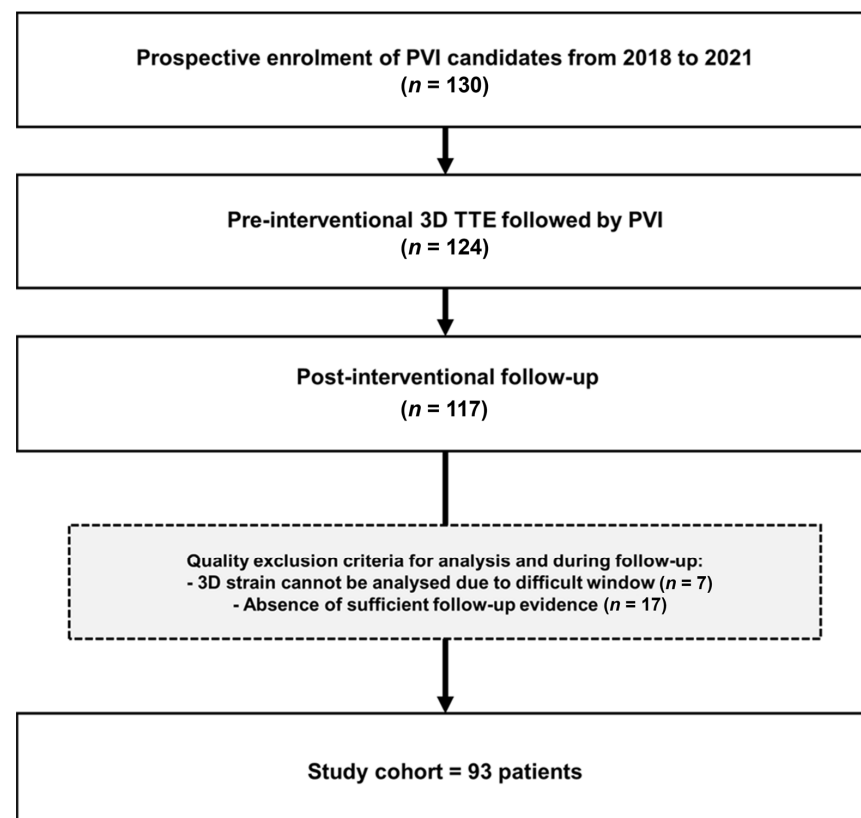 Prospective enrolment of PVI candidates from 2018 to 2021
(n = 130)
Pre-interventional 3D TTE followed by PVI
(n = 124)
Post-interventional follow-up
(n = 117)
Quality exclusion criteria for analysis and during follow-up:
- 3D strain cannot be analysed due to difficult window (n = 7)
- Absence of sufficient follow-up evidence (n = 17)
Study cohort = 93 patients